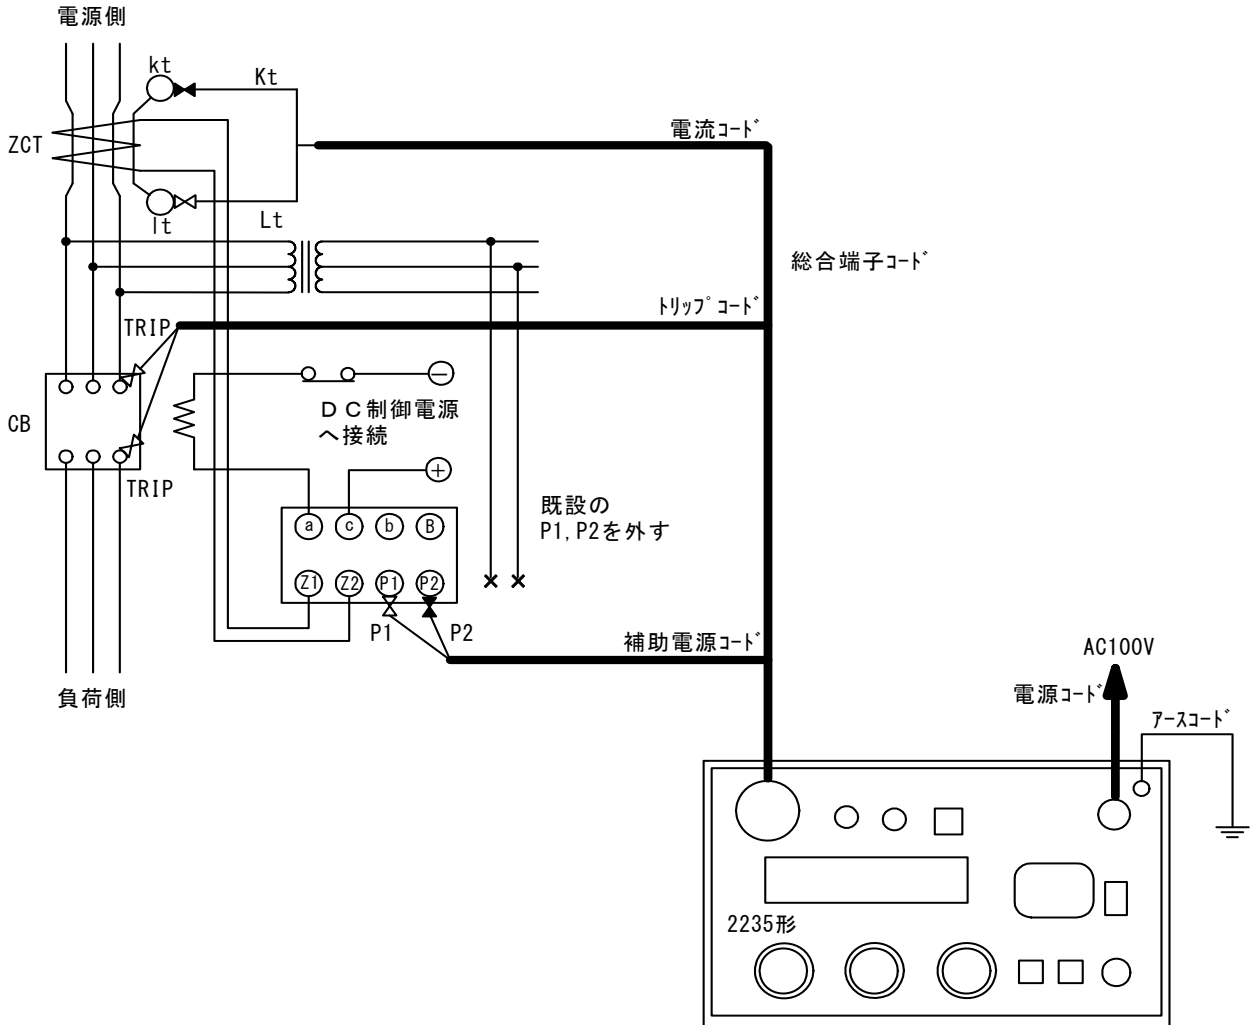 電源側
kt
Kt
ZCT
電流ｺｰﾄﾞ
lt
Lt
総合端子ｺｰﾄﾞ
ﾄﾘｯﾌﾟｺｰﾄﾞ
TRIP
－
ＤＣ制御電源
へ接続
CB
＋
TRIP
既設の
P1,P2を外す
a c b B
Z1 Z2 P1 P2
P1 P2
補助電源ｺｰﾄﾞ
AC100V
負荷側
電源ｺｰﾄﾞ
ｱｰｽｺｰﾄﾞ
2235形